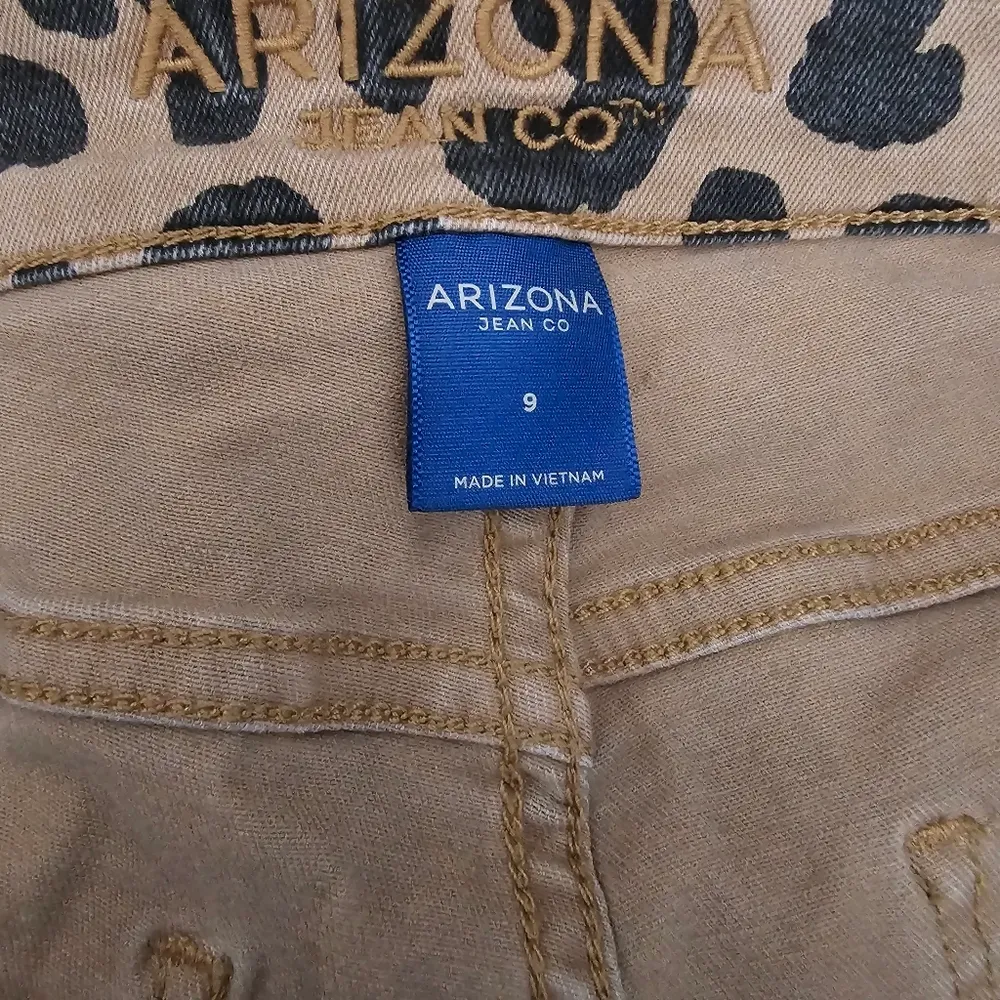 ARIZONA
JEAN CO™
ARIZONA
JEAN CO
9
MADE IN VIETNAM